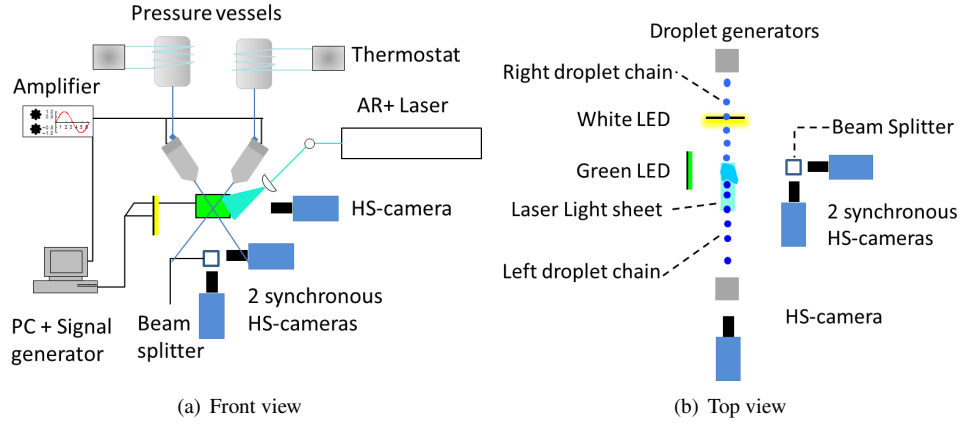 Pressure vessels
Thermostat
Amplifier
AR+ Laser
HS-camera
2 synchronous
HS-cameras
PC + Signal
generator
Beam
splitter
(a) Front view
Droplet generators
Right droplet chain
White LED
Beam Splitter
Green LED
Laser Light sheet
2 synchronous
HS-cameras
Left droplet chain
HS-camera
(b) Top view